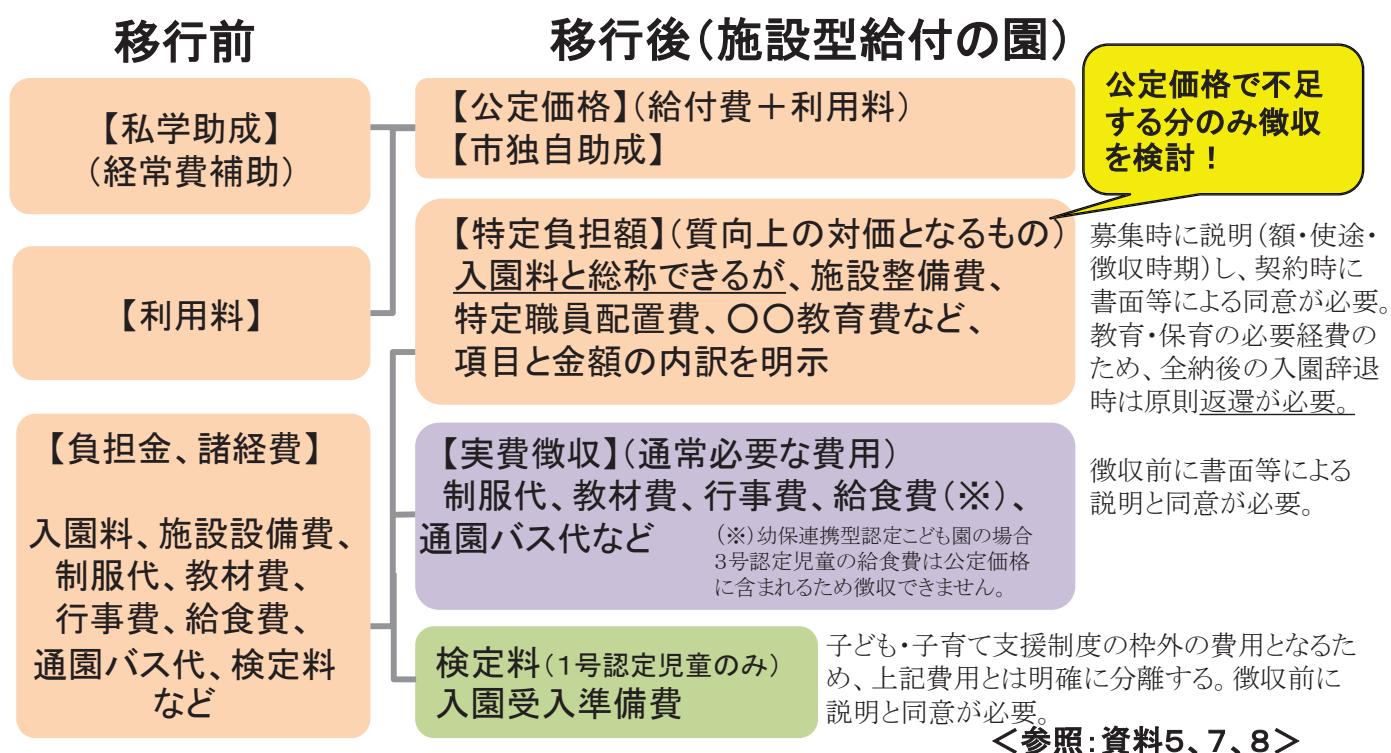 移行前
移行後(施設型給付の園)
【私学助成】
(経常費補助)
【利用料】
【負担金、諸経費】
入園料、施設設備費、
制服代、教材費、
行事費、給食費、
通園バス代、検定料
など
【公定価格】(給付費+利用料)
【市独自助成】
公定価格で不足
する分のみ徴収
を検討!
【特定負担額】(質向上の対価となるもの)
入園料と総称できるが、施設整備費、
特定職員配置費、〇〇教育費など、
項目と金額の内訳を明示
募集時に説明(額・使途・
徴収時期)し、契約時に
書面等による同意が必要。
教育・保育の必要経費の
ため、全納後の入園辞退
時は原則返還が必要。
【実費徴収】(通常必要な費用)
制服代、教材費、行事費、給食費(※)、
通園バス代など
(※)幼保連携型認定こども園の場合
3号認定児童の給食費は公定価格
に含まれるため徴収できません。
徴収前に書面等による
説明と同意が必要。
検定料(1号認定児童のみ)
入園受入準備費
子ども・子育て支援制度の枠外の費用となるた
め、上記費用とは明確に分離する。徴収前に
説明と同意が必要。
<参照:資料5、7、8>